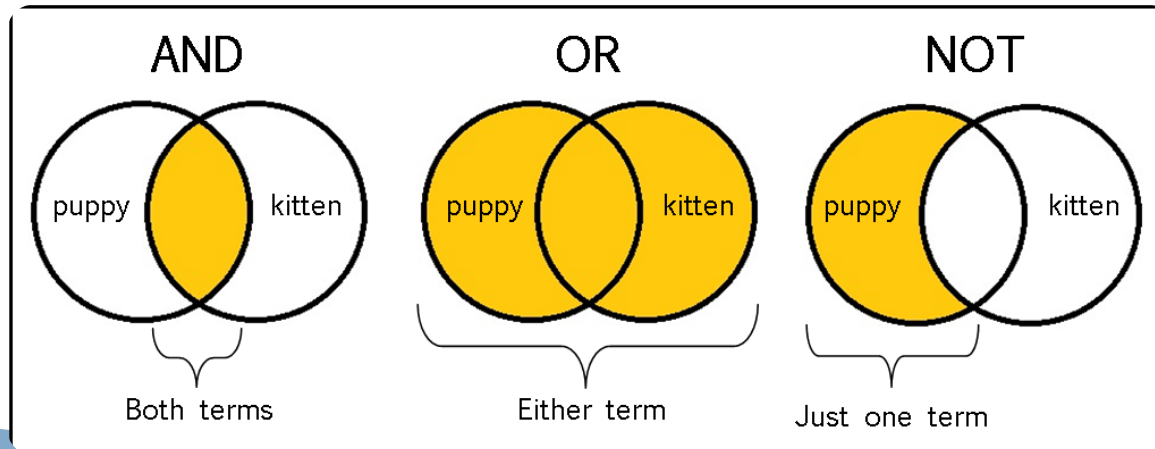 AND
OR
NOT
puppy
kitten
puppy
kitten
puppy
kitten
Both terms
Either term
Just one term